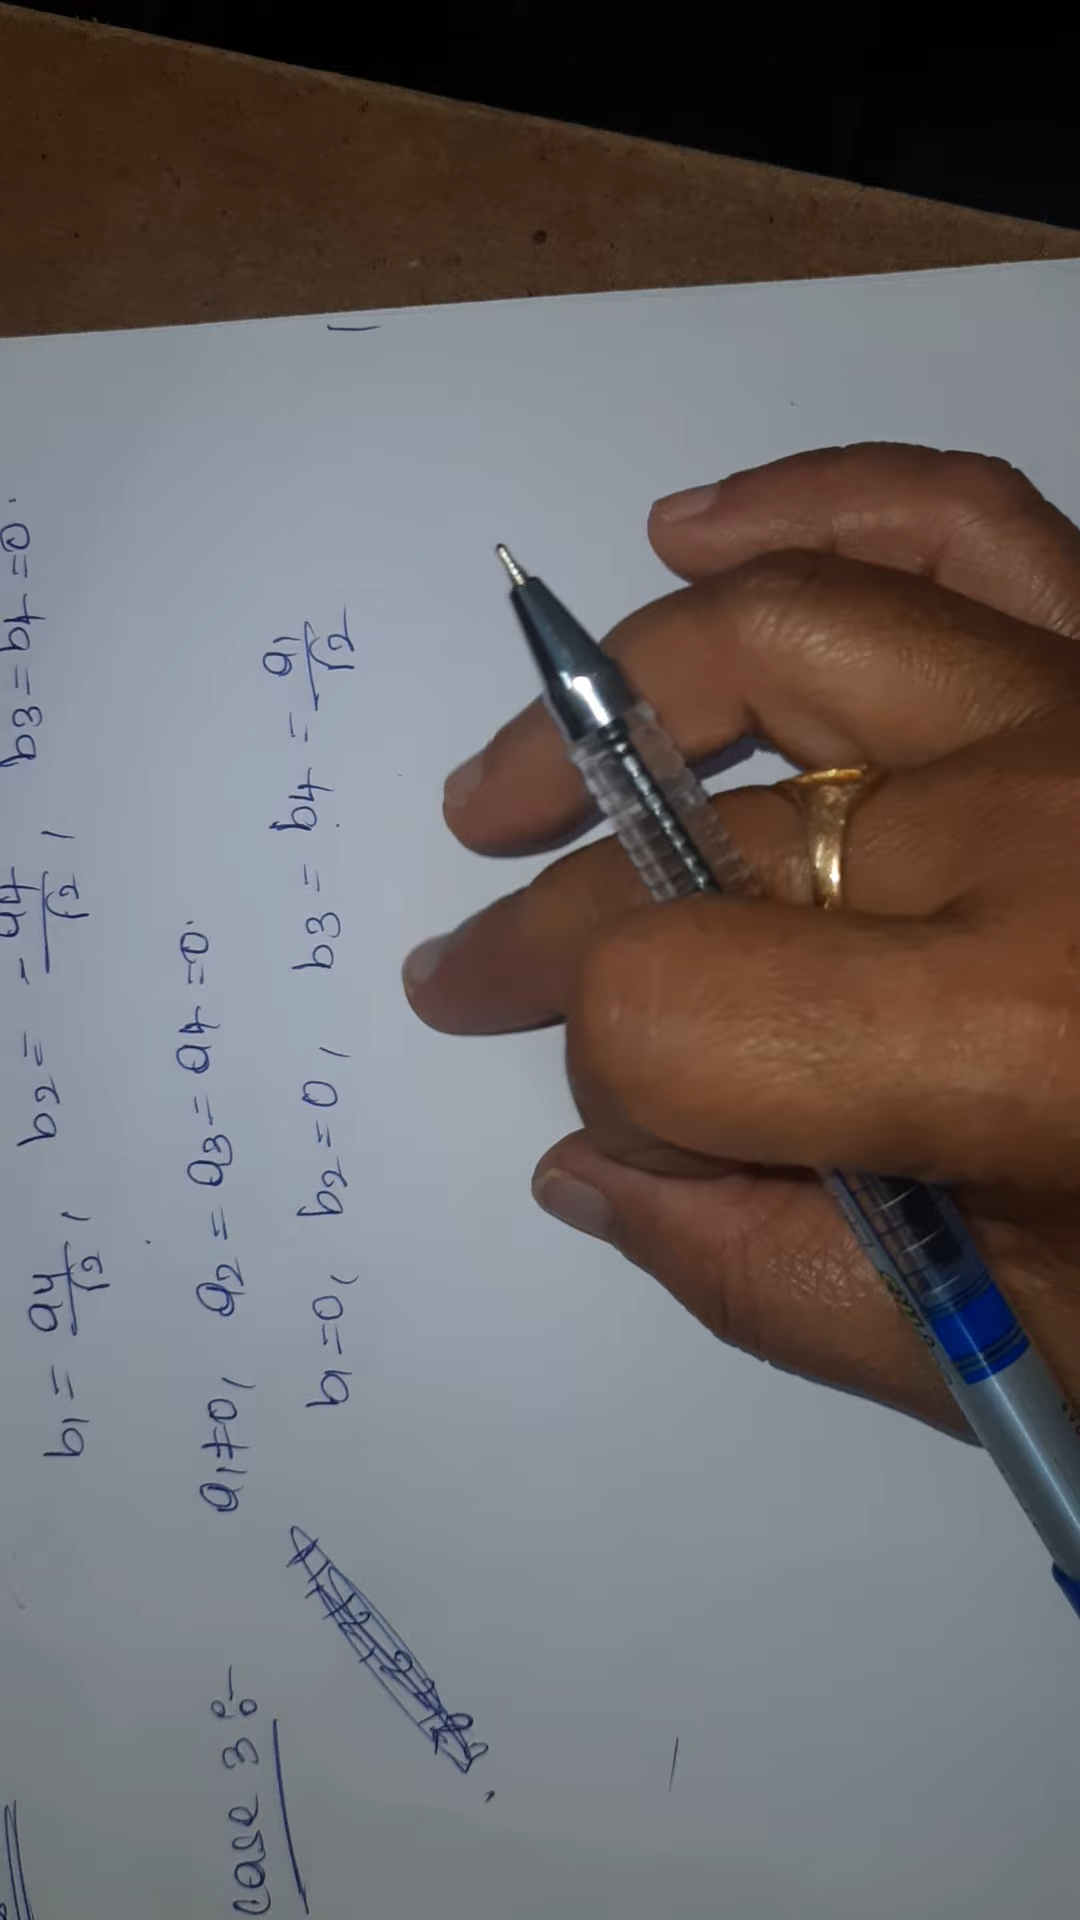 b1 = a4/√2, b2 = -a4/√2, b3 = b4 = 0.
case 3:- a1≠0, a2 = a3 = a4 = 0.
b1 = 0, b2 = 0, b3 = b4 = a1/√2